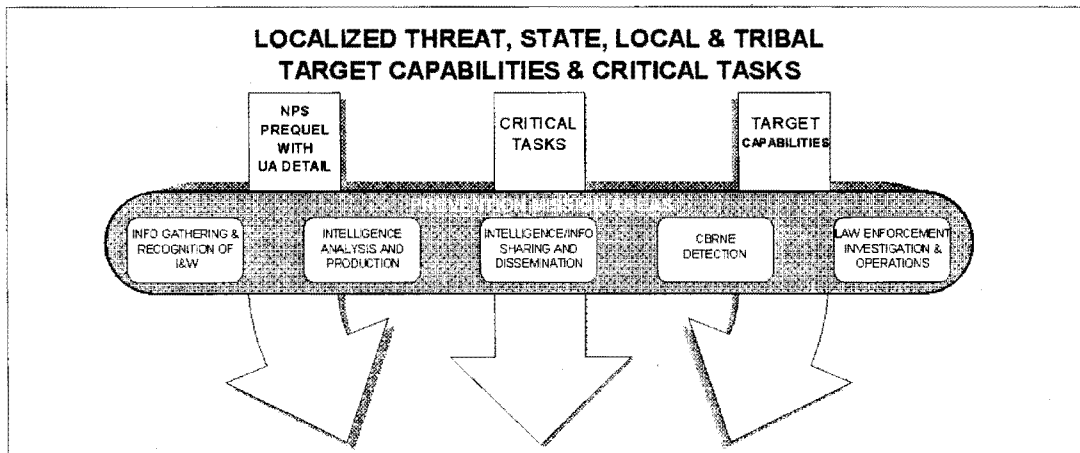 LOCALIZED THREAT, STATE, LOCAL & TRIBAL
TARGET CAPABILITIES & CRITICAL TASKS
NPS
PREQUEL
WITH
UA DETAIL
CRITICAL
TASKS
TARGET
CAPABILITIES
PREVENTION MISSION AREAS
INFO GATHERING &
RECOGNITION OF
I&W
INTELLIGENCE
ANALYSIS AND
PRODUCTION
INTELLIGENCE/INFO
SHARING AND
DISSEMINATION
CBRNE
DETECTION
LAW ENFORCEMENT
INVESTIGATION &
OPERATIONS